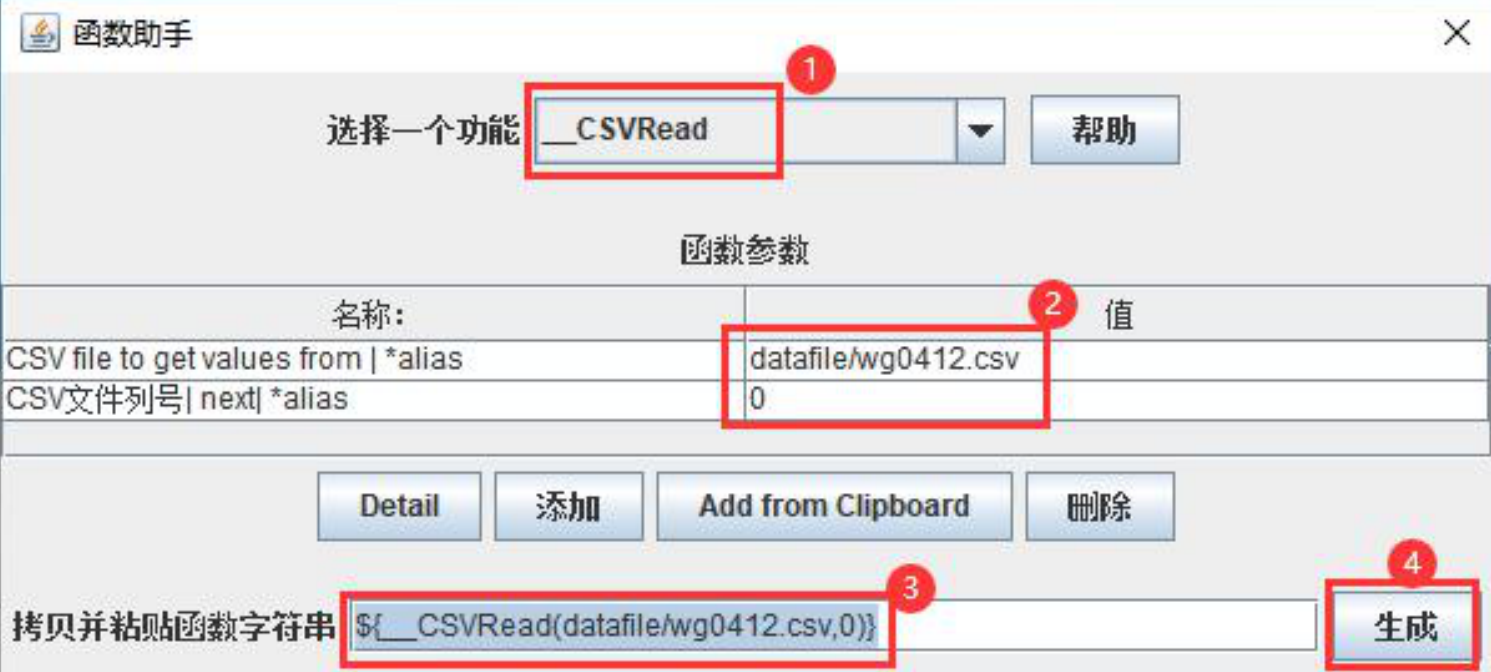 函数助手
1
选择一个功能 __CSVRead 帮助
函数参数
2
名称: 值
CSV file to get values from | *alias datafile/wg0412.csv
CSV文件列号| next| *alias 0
Detail 添加 Add from Clipboard 删除
3 4
拷贝并粘贴函数字符串 ${__CSVRead(datafile/wg0412.csv,0)} 生成